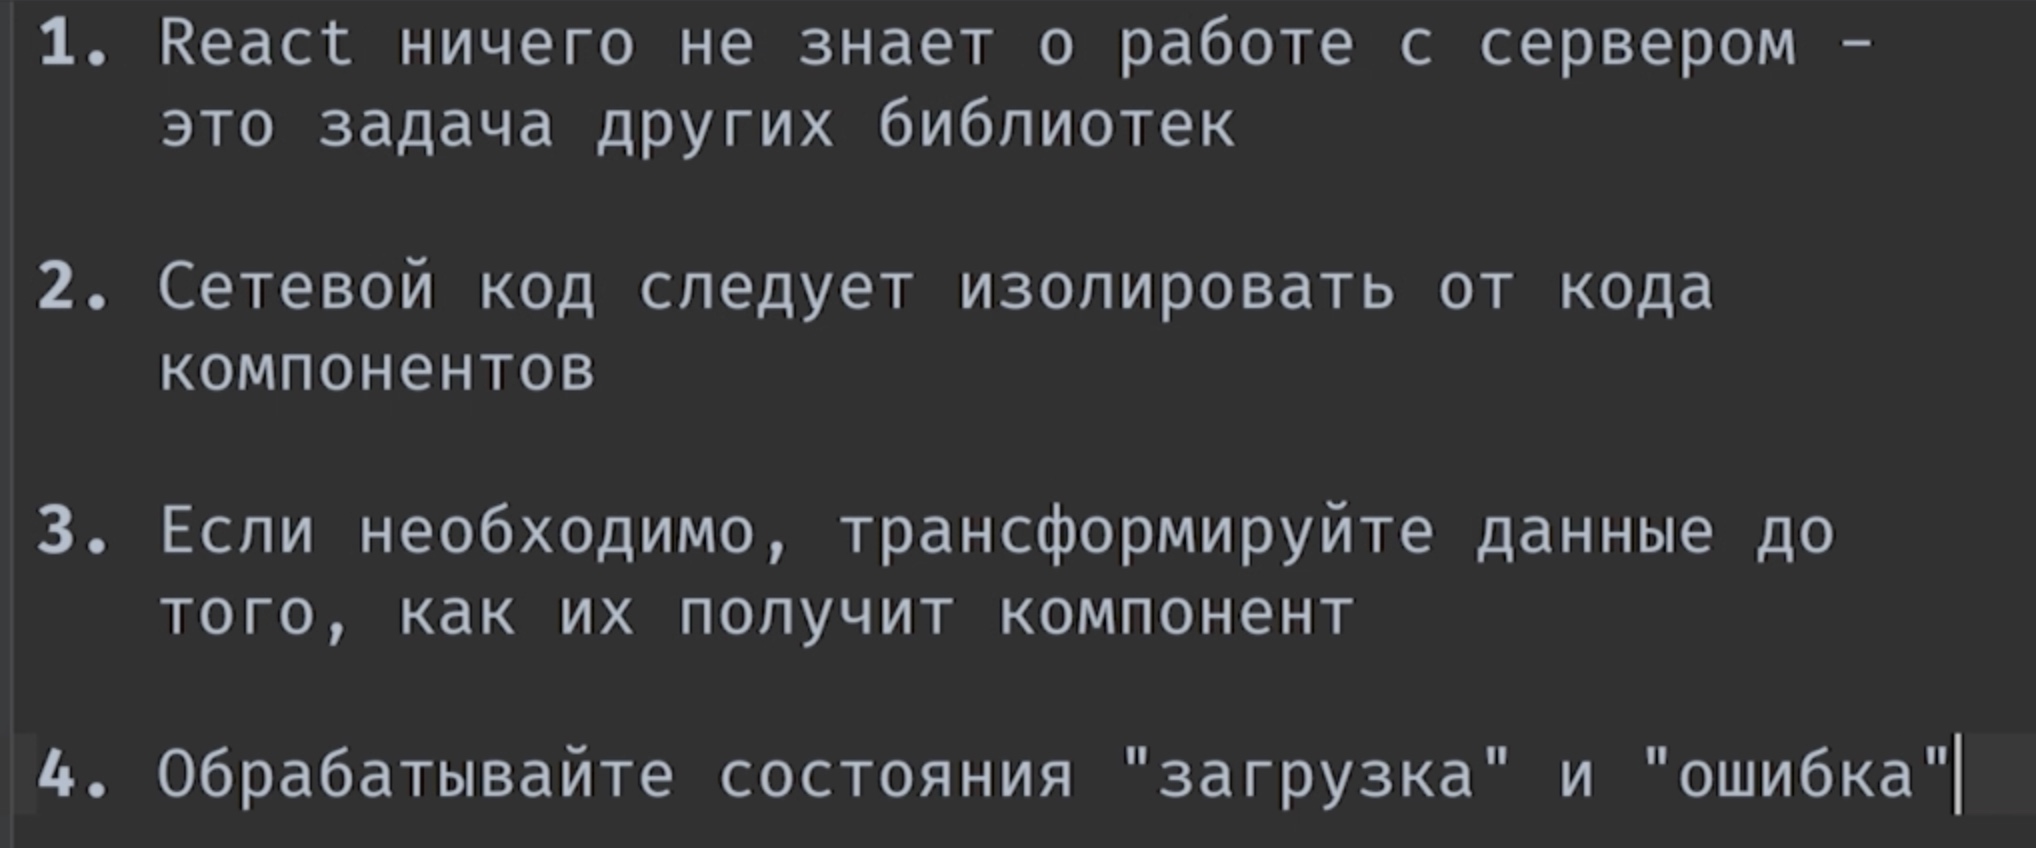 1. React ничего не знает о работе с сервером –
это задача других библиотек
2. Сетевой код следует изолировать от кода
компонентов
3. Если необходимо, трансформируйте данные до
того, как их получит компонент
4. Обрабатывайте состояния "загрузка" и "ошибка"